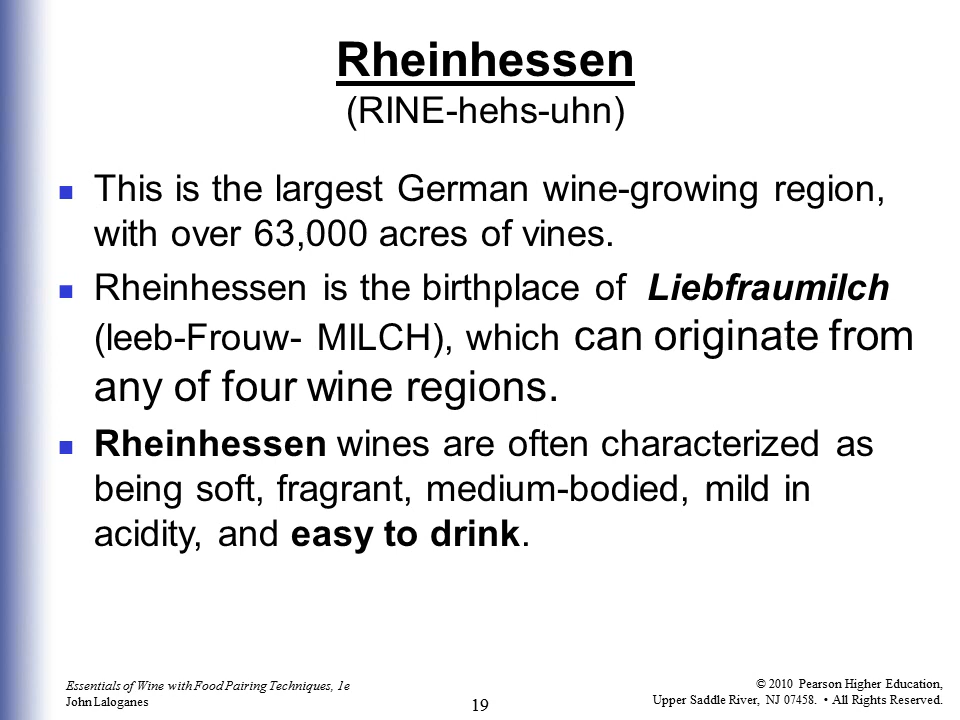 Rheinhessen
(RINE-hehs-uhn)
This is the largest German wine-growing region,
with over 63,000 acres of vines.
Rheinhessen is the birthplace of Liebfraumilch
(leeb-Frouw- MILCH), which can originate from
any of four wine regions.
Rheinhessen wines are often characterized as
being soft, fragrant, medium-bodied, mild in
acidity, and easy to drink.
Essentials of Wine with Food Pairing Techniques, 1e
John Laloganes
19
© 2010 Pearson Higher Education,
Upper Saddle River, NJ 07458. • All Rights Reserved.